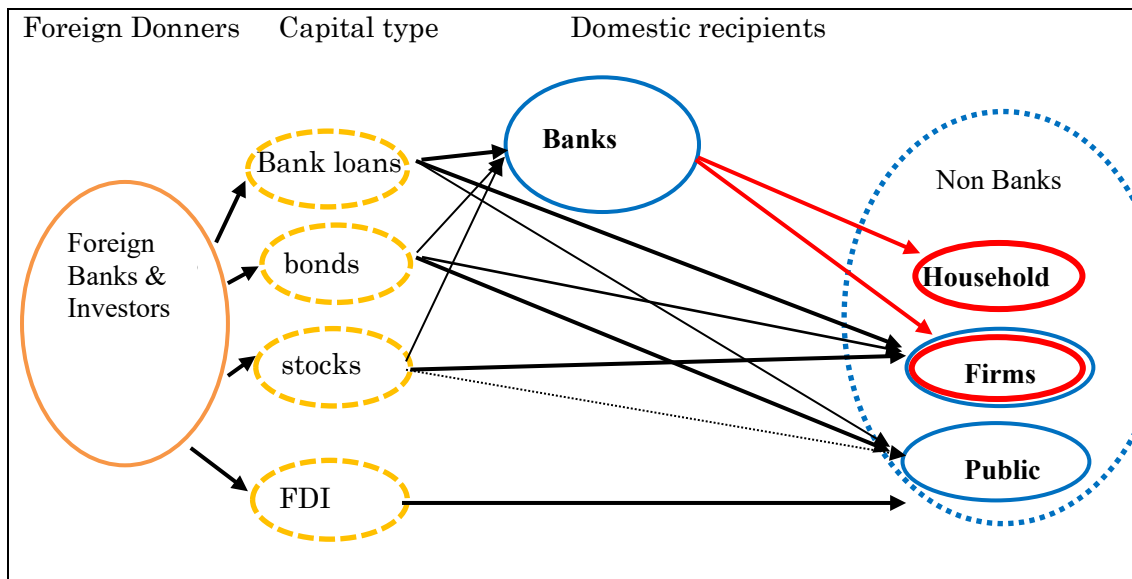 Foreign Donners Capital type Domestic recipients
Banks
Bank loans
Non Banks
Foreign
Banks &
Investors
bonds
Household
stocks
Firms
Public
FDI